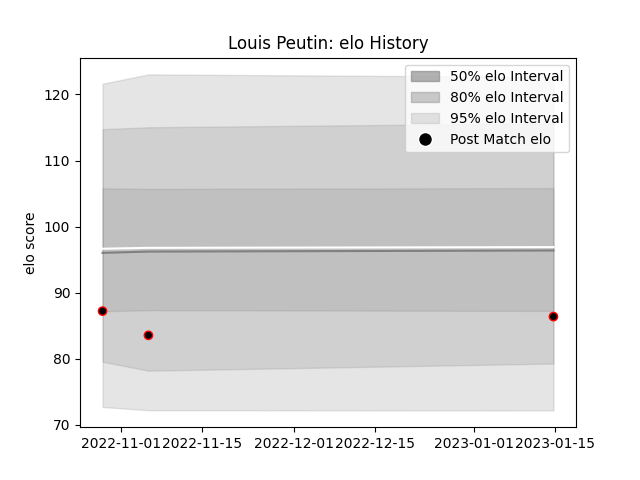 Louis Peutin: elo History
50% elo Interval
80% elo Interval
95% elo Interval
Post Match elo
elo score
120
110
100
90
80
70
2022-11-01 2022-11-15 2022-12-01 2022-12-15 2023-01-01 2023-01-15